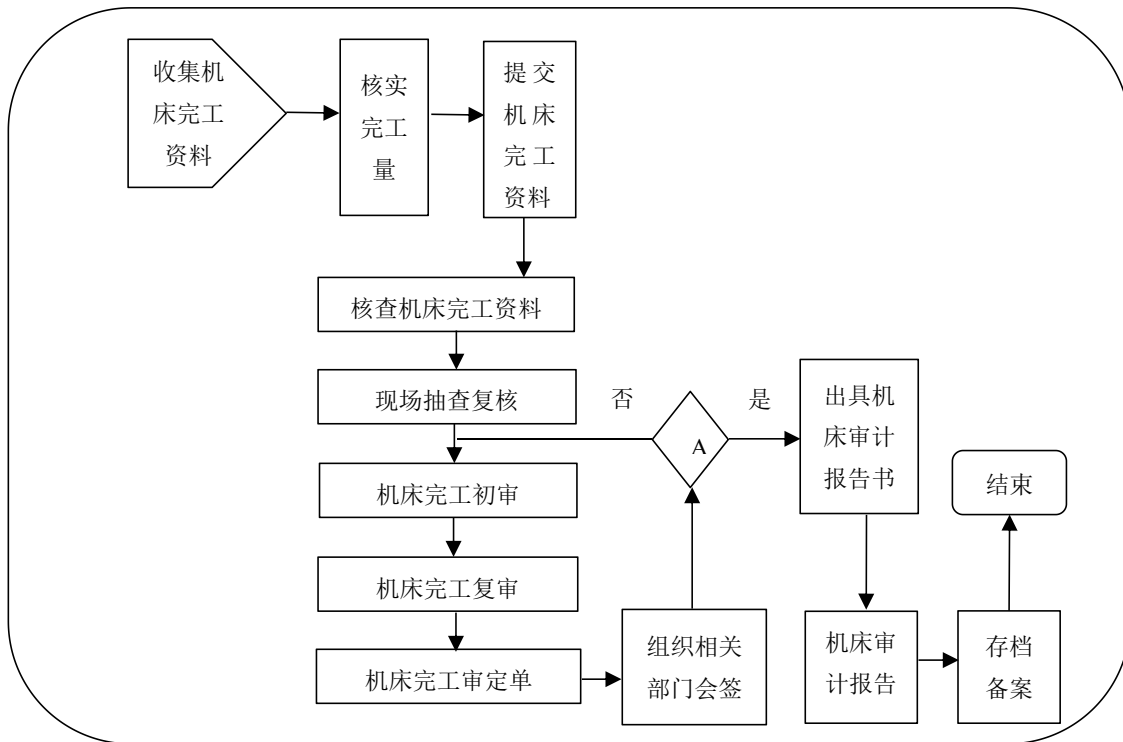 收集机
床完工
资料
核实
完工
量
提交
机床
完工
资料
核查机床完工资料
现场抽查复核
否
A
是
出具机
床审计
报告书
结束
机床完工初审
机床完工复审
机床完工审定单
组织相关
部门会签
机床审
计报告
存档
备案